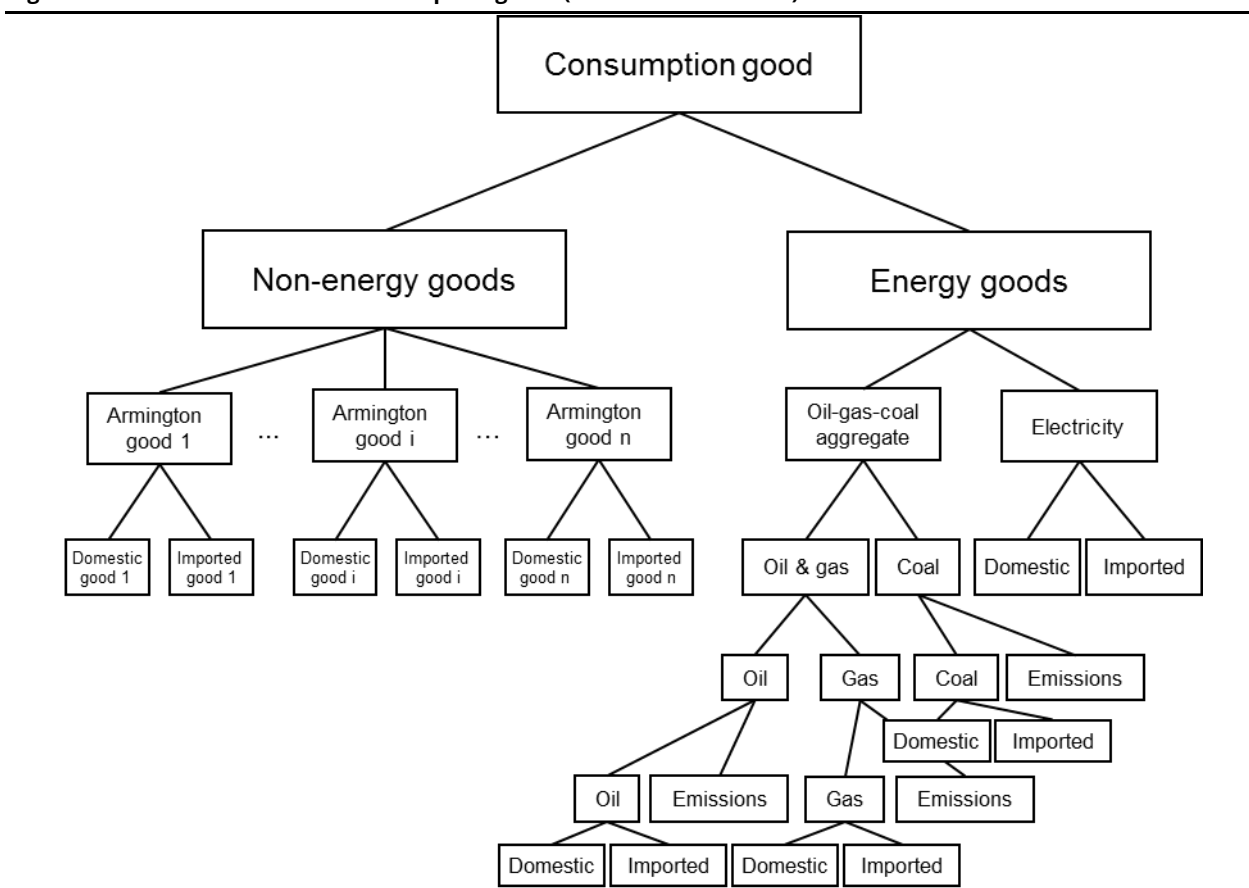 Consumption good
Non-energy goods
Energy goods
Armington
good 1
...
Armington
good i
...
Armington
good n
Oil-gas-coal
aggregate
Electricity
Domestic
good 1
Imported
good 1
Domestic
good i
Imported
good i
Domestic
good n
Imported
good n
Oil & gas
Coal
Domestic
Imported
Oil
Gas
Coal
Emissions
Domestic
Imported
Oil
Emissions
Gas
Emissions
Domestic
Imported
Domestic
Imported